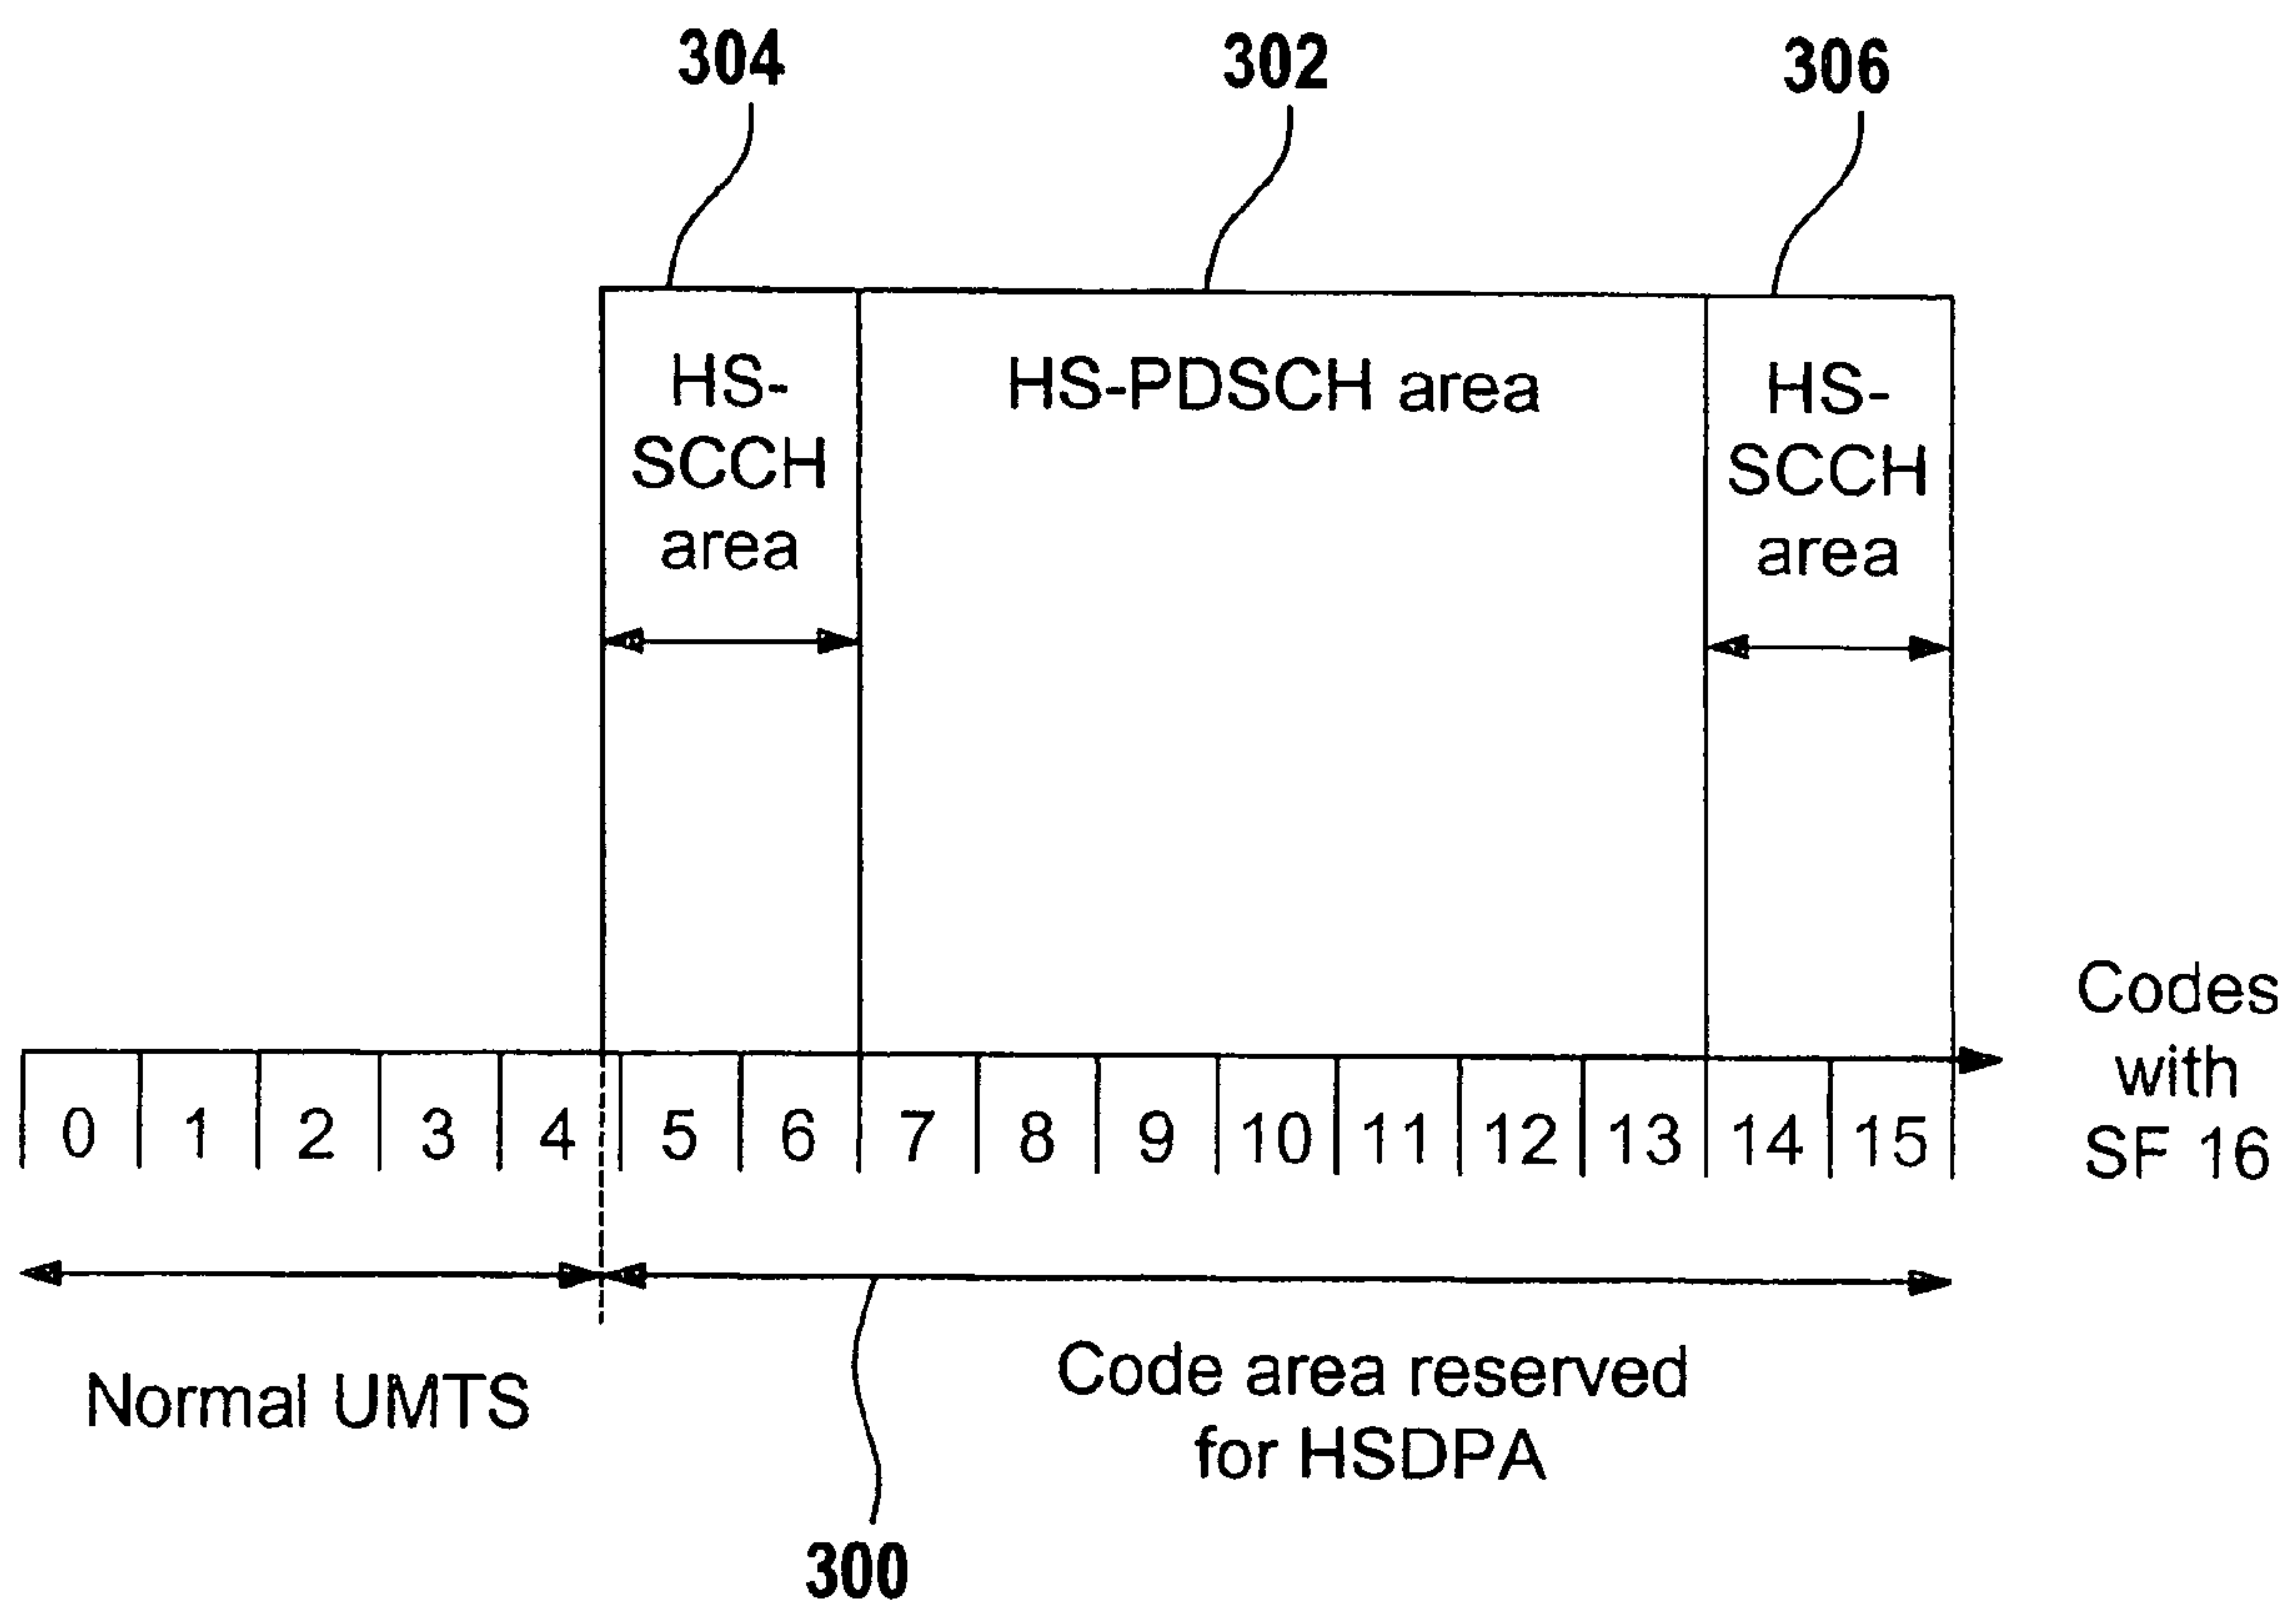 304 302 306
HS-
SCCH
area
HS-PDSCH area
HS-
SCCH
area
0 1 2 3 4 5 6 7 8 9 10 11 12 13 14 15
Codes
with
SF 16
Normal UMTS
Code area reserved
for HSDPA
300